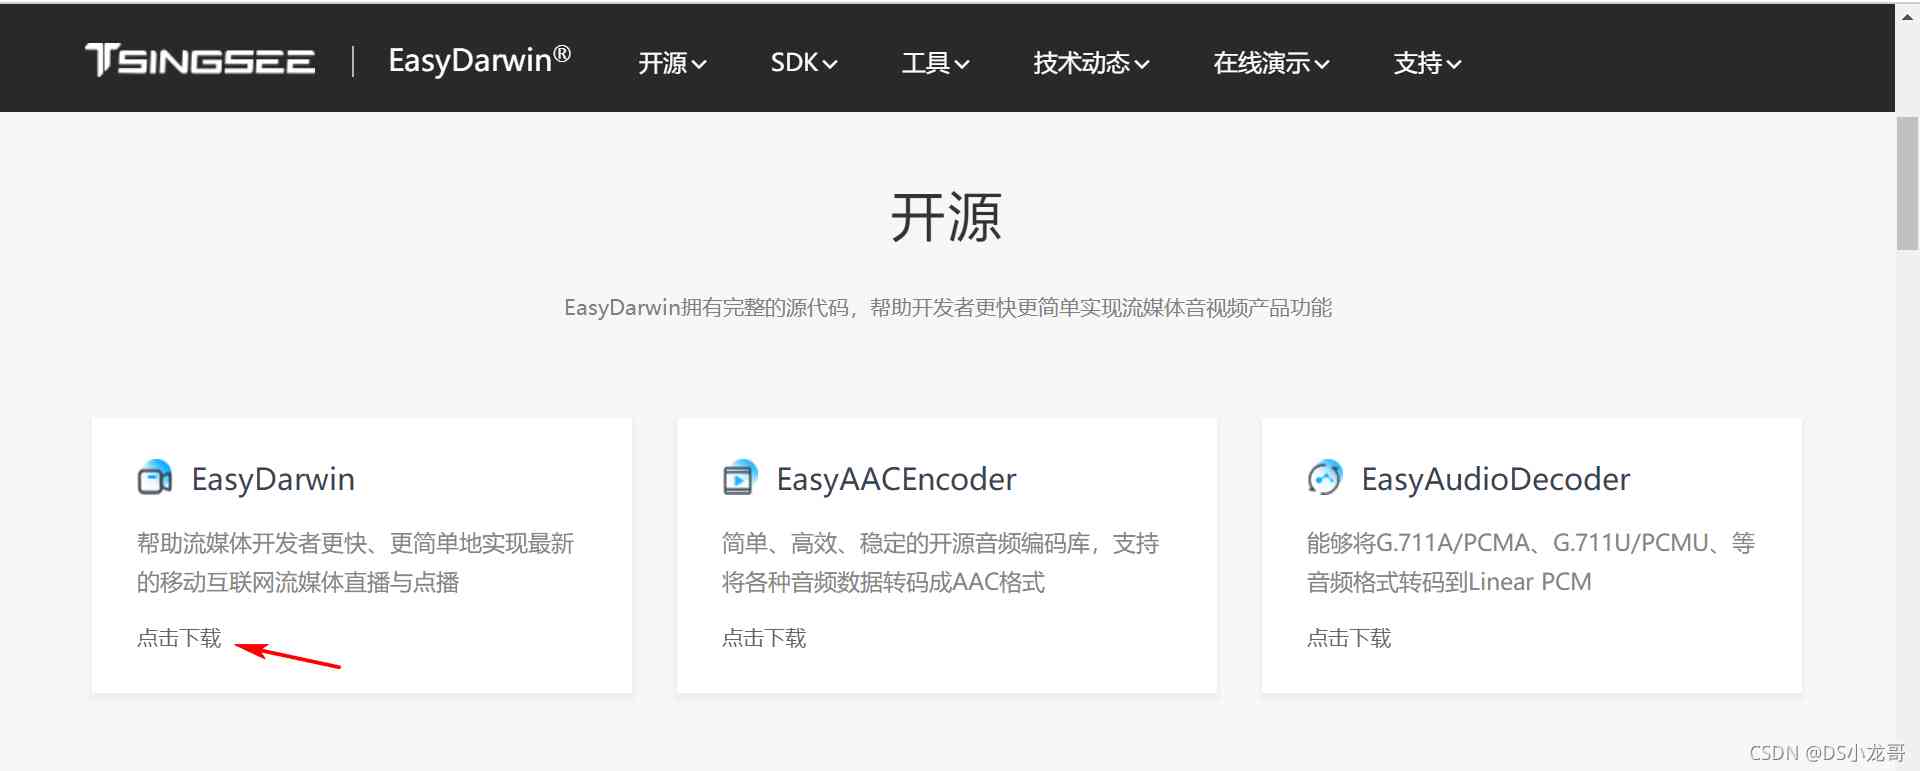 TSINGSEE | EasyDarwin® 开源 SDK 工具 技术动态 在线演示 支持
开源
EasyDarwin拥有完整的源代码，帮助开发者更快更简单实现流媒体音视频产品功能
EasyDarwin
帮助流媒体开发者更快、更简单地实现最新
的移动互联网流媒体直播与点播
点击下载
EasyAACEncoder
简单、高效、稳定的开源音频编码库，支持
将各种音频数据转码成AAC格式
点击下载
EasyAudioDecoder
能够将G.711A/PCMA、G.711U/PCMU、等
音频格式转码到Linear PCM
点击下载
CSDN @DS小龙哥